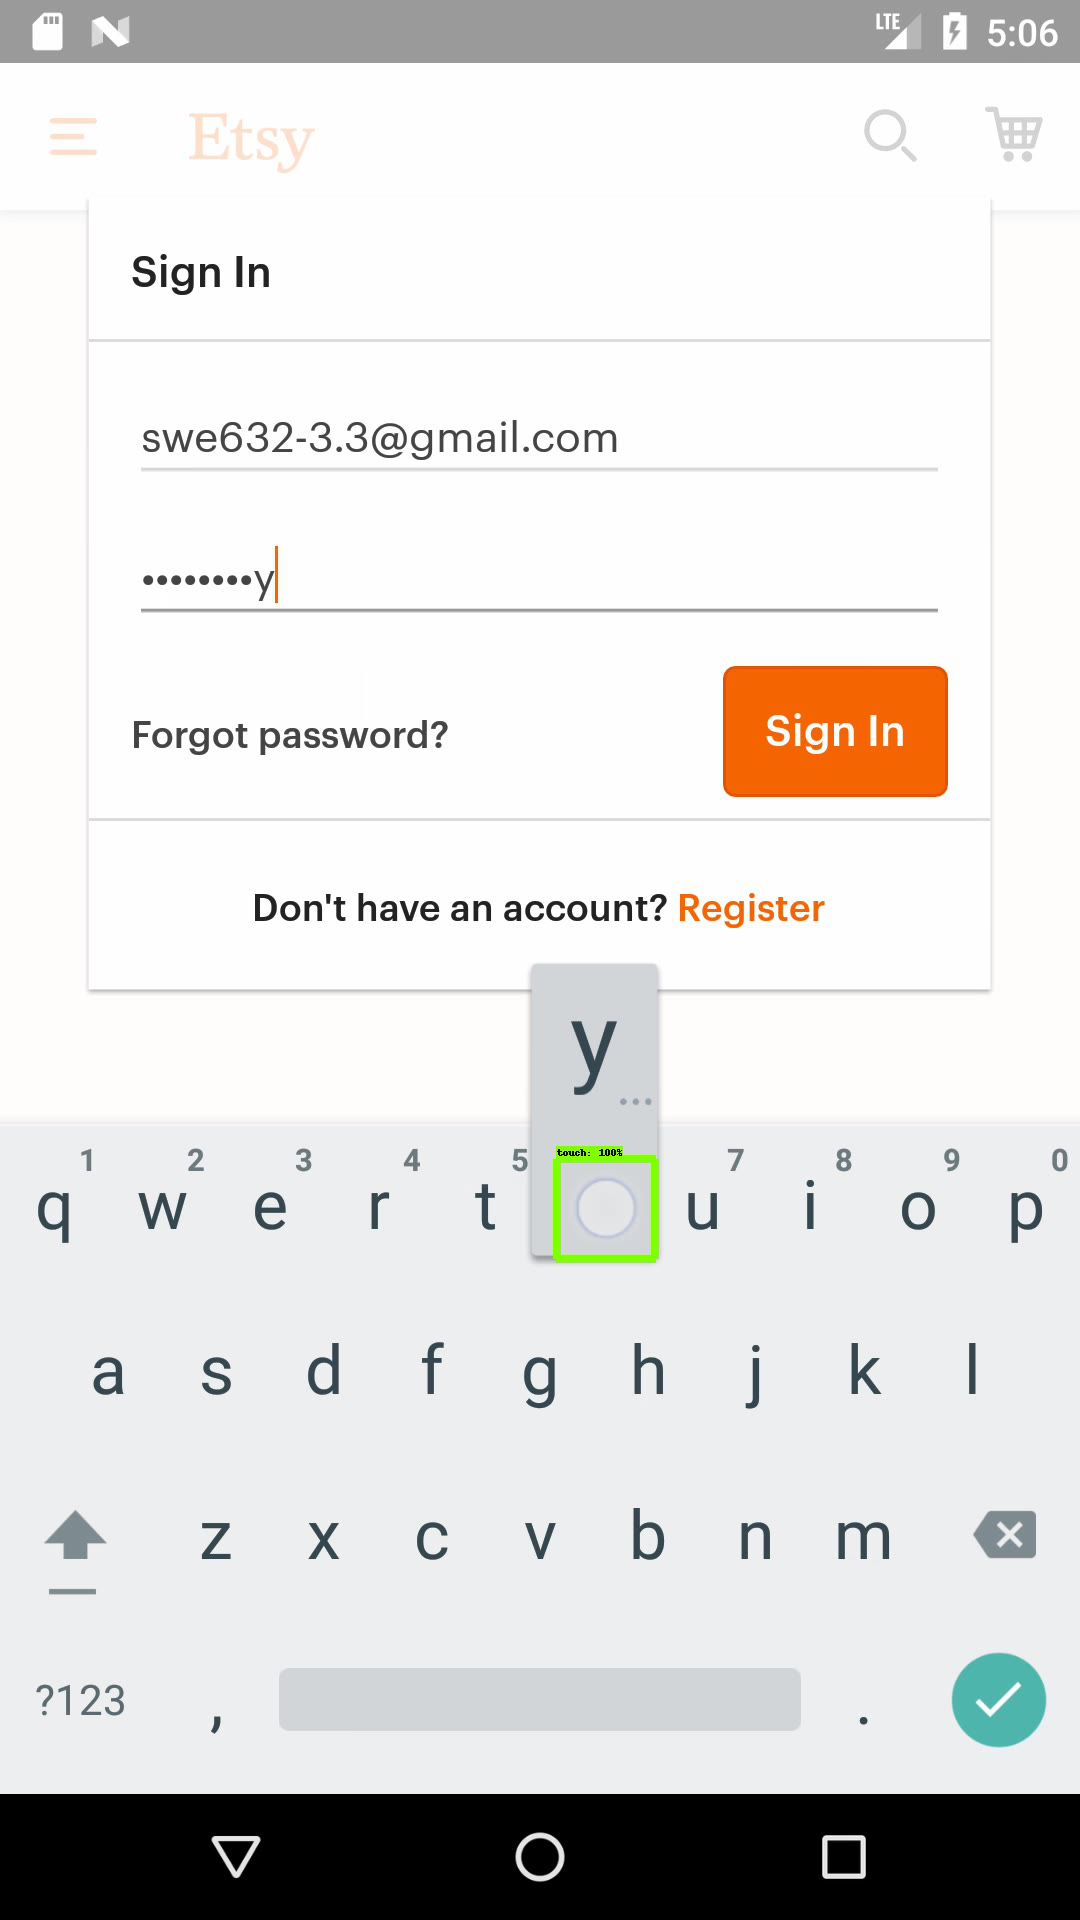 LTE 5:06
Etsy
Sign In
swe632-3.3@gmail.com
••••••••y
Forgot password? Sign In
Don't have an account? Register
y
...
touch: 100%
1 2 3 4 5 7 8 9 0
q w e r t u i o p
a s d f g h j k l
z x c v b n m
?123 , .